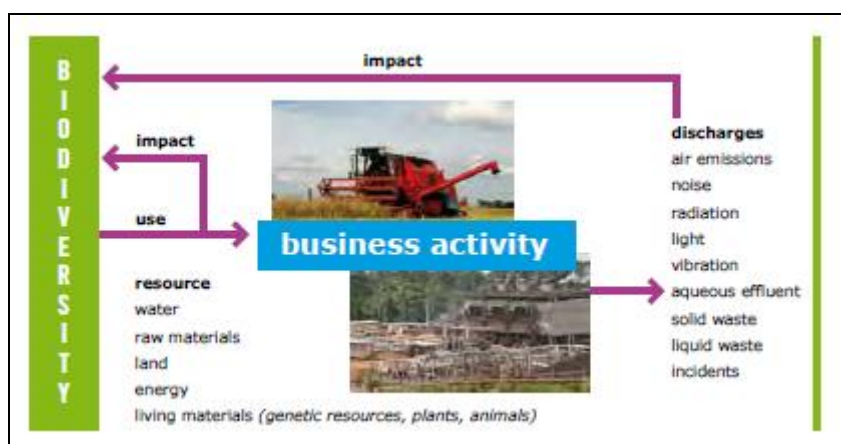 BIODIVERSITY
impact
impact
use
business activity
resource
water
raw materials
land
energy
living materials (genetic resources, plants, animals)
discharges
air emissions
noise
radiation
light
vibration
aqueous effluent
solid waste
liquid waste
incidents